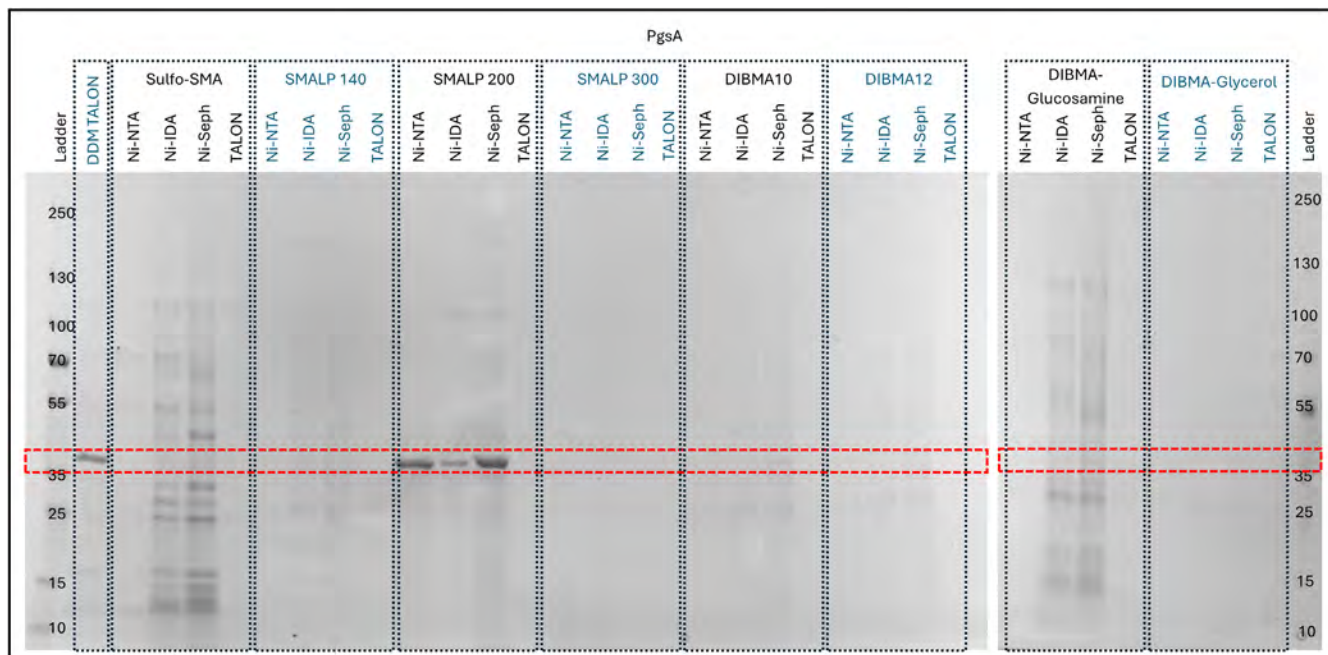 PgsA
Ladder
DDM TALON
Sulfo-SMA
Ni-NTA
Ni-IDA
Ni-Seph
TALON
SMALP 140
Ni-NTA
Ni-IDA
Ni-Seph
TALON
SMALP 200
Ni-NTA
Ni-IDA
Ni-Seph
TALON
SMALP 300
Ni-NTA
Ni-IDA
Ni-Seph
TALON
DIBMA10
Ni-NTA
Ni-IDA
Ni-Seph
TALON
DIBMA12
Ni-NTA
Ni-IDA
Ni-Seph
TALON
DIBMA-
Glucosamine
Ni-NTA
Ni-IDA
Ni-Seph
TALON
DIBMA-Glycerol
Ni-NTA
Ni-IDA
Ni-Seph
TALON
Ladder
250
130
100
70
55
35
25
15
10
250
130
100
70
55
35
25
15
10